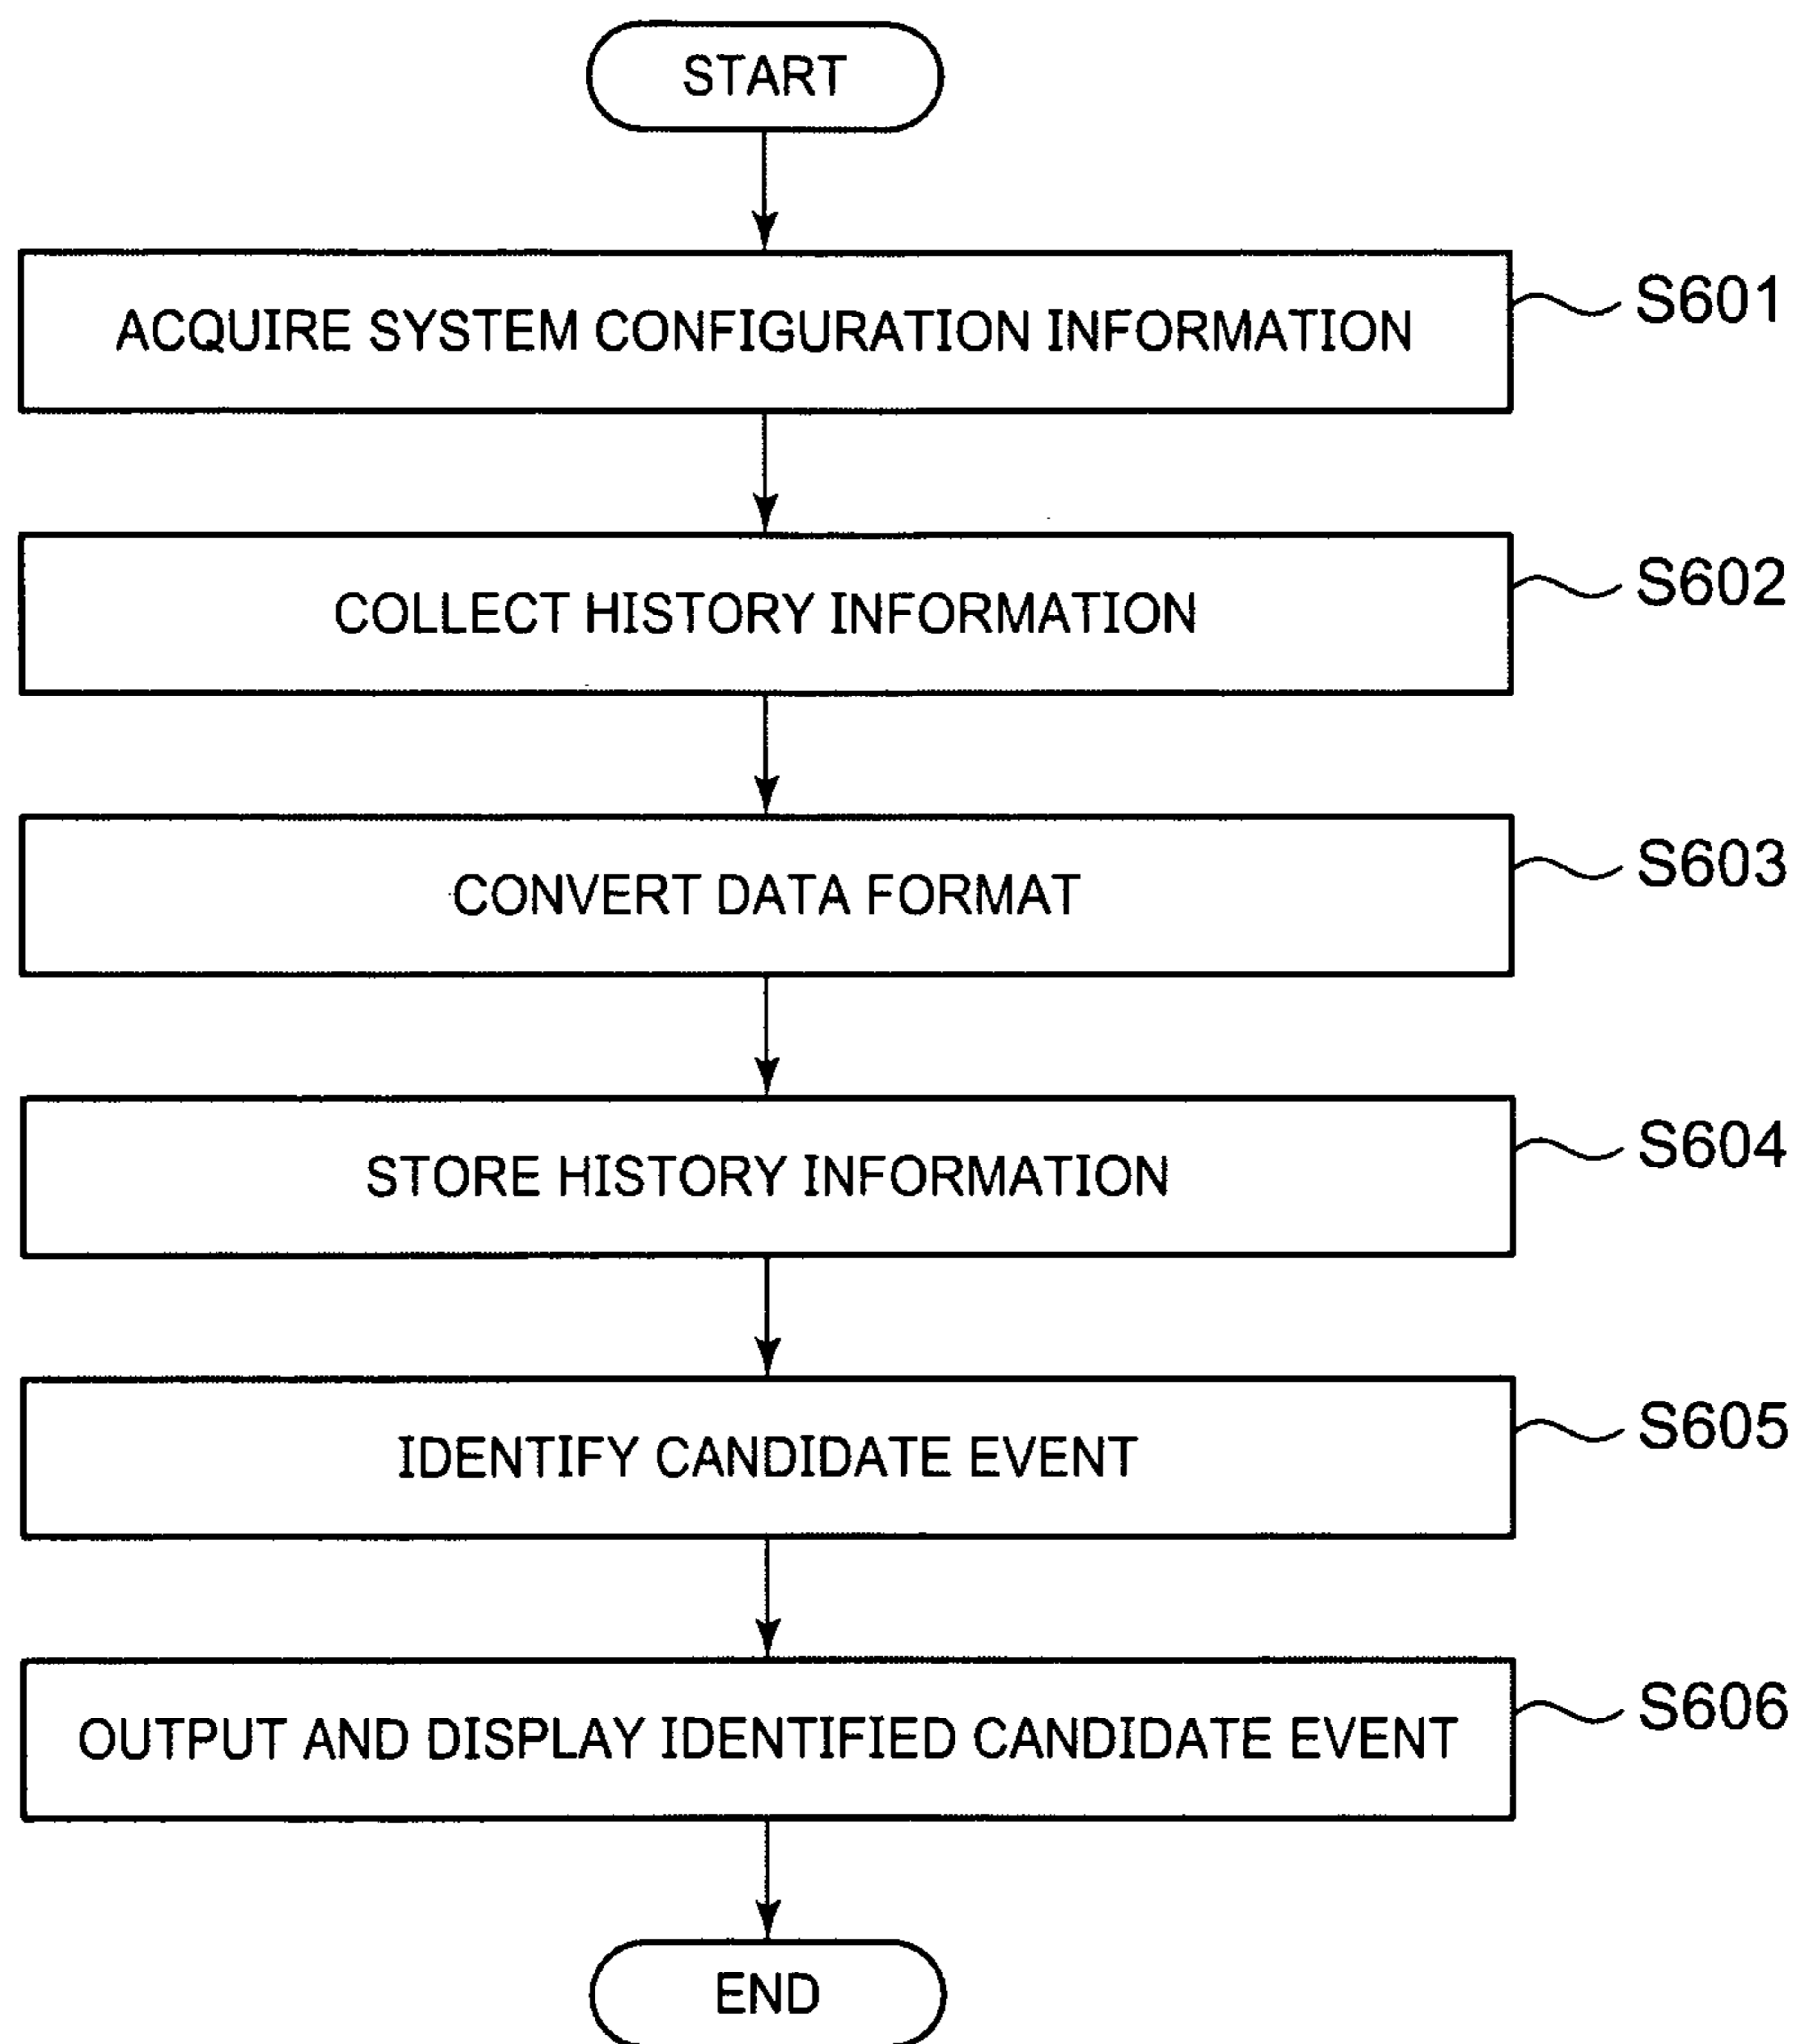 START
ACQUIRE SYSTEM CONFIGURATION INFORMATION
S601
COLLECT HISTORY INFORMATION
S602
CONVERT DATA FORMAT
S603
STORE HISTORY INFORMATION
S604
IDENTIFY CANDIDATE EVENT
S605
OUTPUT AND DISPLAY IDENTIFIED CANDIDATE EVENT
S606
END